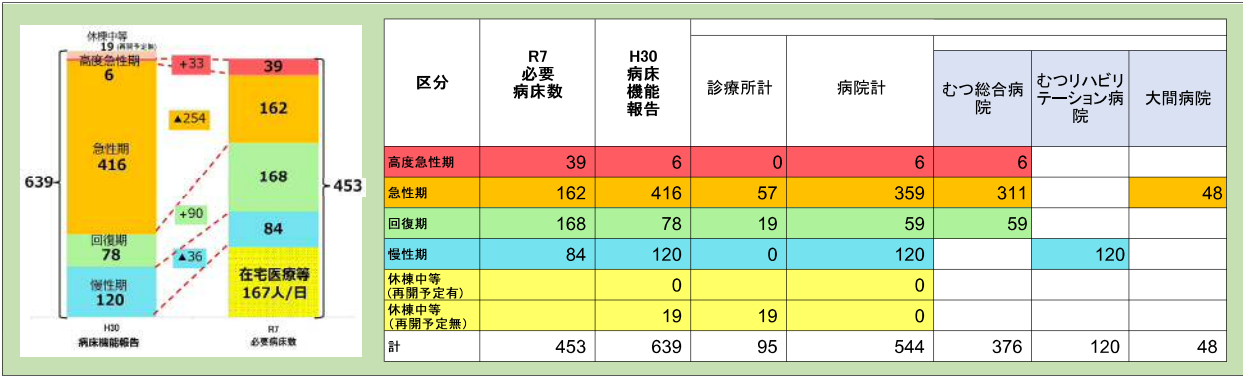 休棟中等
19 (再開予定無)
高度急性期
6
+33
39
▲254
162
急性期
416
639
168
453
+90
回復期
78
84
▲36
慢性期
120
在宅医療等
167人/日
H30
病床機能報告
R7
必要病床数
区分
R7
必要
病床数
H30
病床
機能
報告
診療所計
病院計
むつ総合病
院
むつリハビリ
テーション病
院
大間病院
高度急性期 39 6 0 6 6
急性期 162 416 57 359 311 48
回復期 168 78 19 59 59
慢性期 84 120 0 120 120
休棟中等
(再開予定有) 0 0
休棟中等
(再開予定無) 19 19 0
計 453 639 95 544 376 120 48